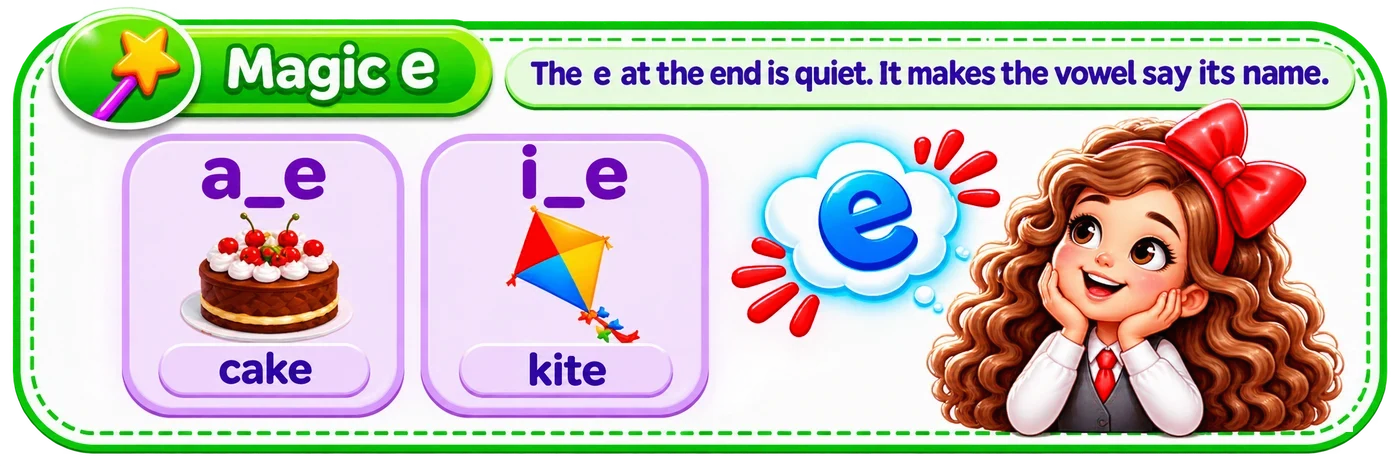 Magic e
The e at the end is quiet. It makes the vowel say its name.
a_e
i_e
e
cake
kite